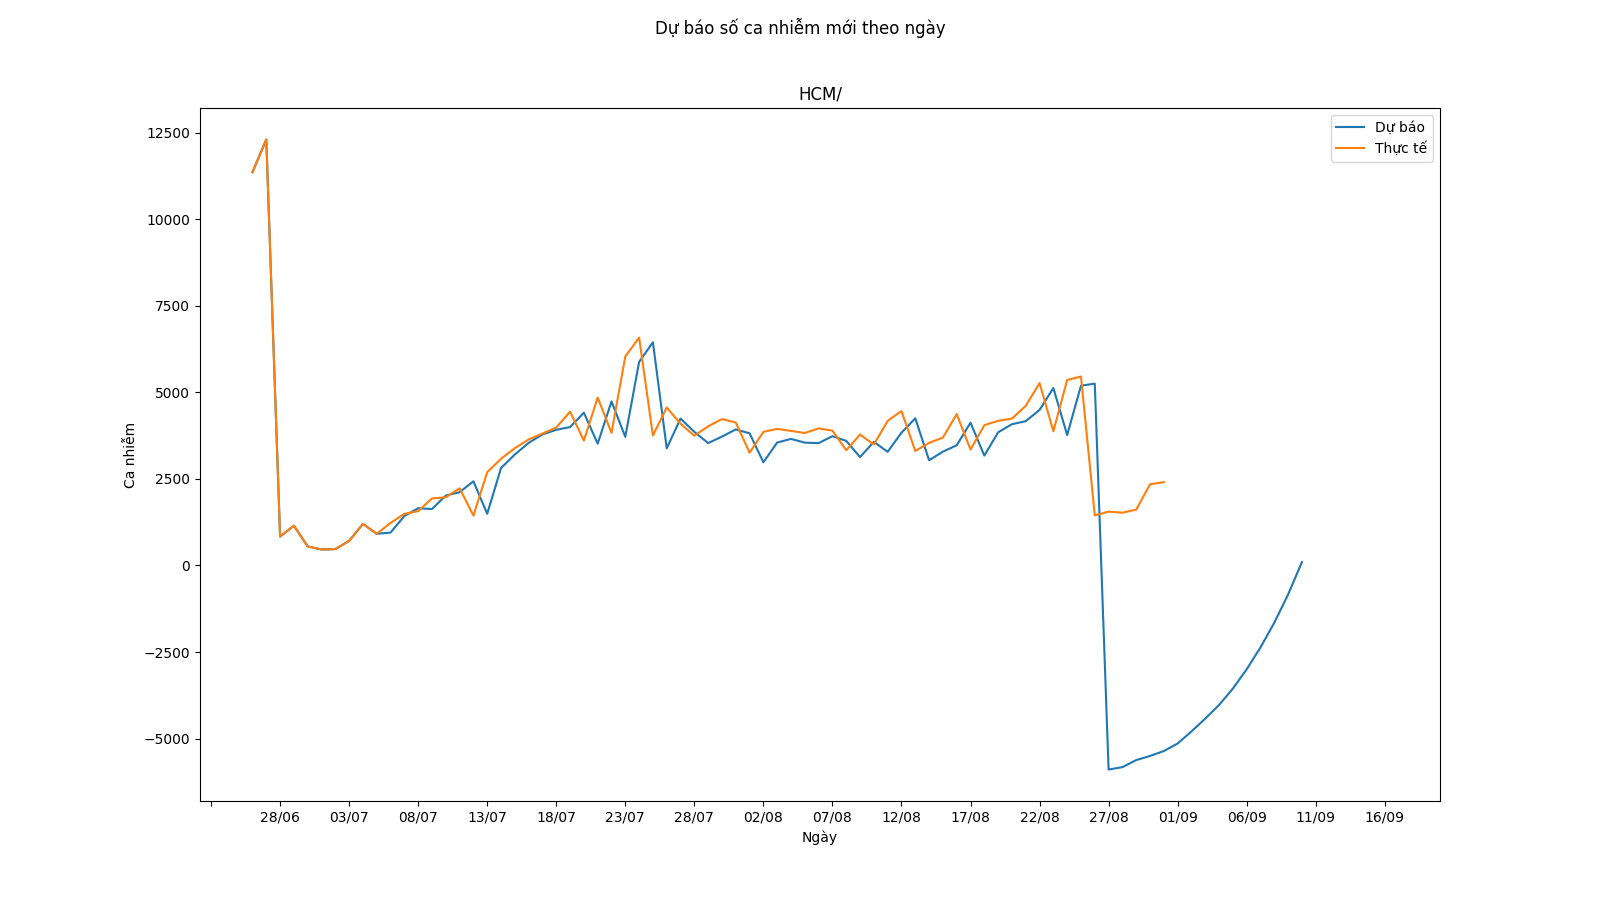 Dự báo số ca nhiễm mới theo ngày
HCM/
Dự báo
Thực tế
12500
10000
7500
5000
2500
0
−2500
−5000
Ca nhiễm
28/06 03/07 08/07 13/07 18/07 23/07 28/07 02/08 07/08 12/08 17/08 22/08 27/08 01/09 06/09 11/09 16/09
Ngày